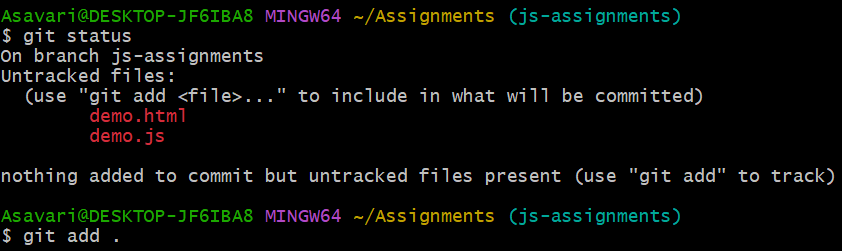 Asavari@DESKTOP-JF6IBA8 MINGW64 ~/Assignments (js-assignments)
$ git status
On branch js-assignments
Untracked files:
  (use "git add <file>..." to include in what will be committed)
        demo.html
        demo.js

nothing added to commit but untracked files present (use "git add" to track)

Asavari@DESKTOP-JF6IBA8 MINGW64 ~/Assignments (js-assignments)
$ git add .